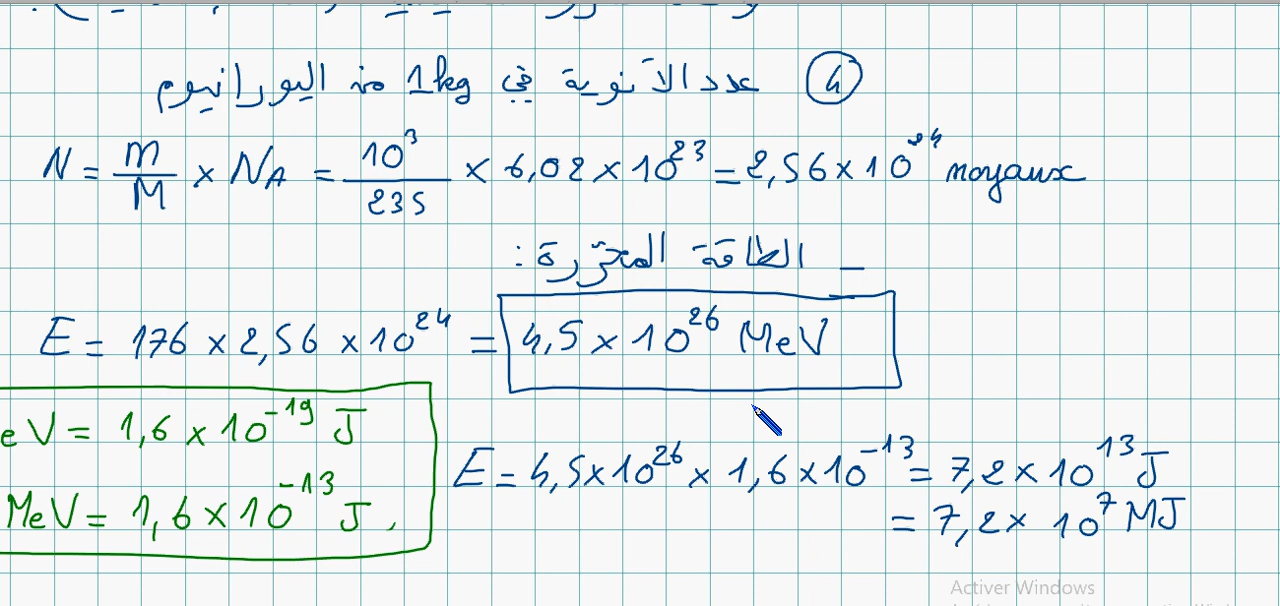 ④ عدد الأنوية في 1kg من اليورانيوم
N = m/M × NA = 10³/235 × 6,02 × 10²³ = 2,56 × 10²⁴ noyaux
_ الطاقة المحررة :
E = 176 × 2,56 × 10²⁴ = 4,5 × 10²⁶ MeV
eV = 1,6 × 10⁻¹⁹ J
MeV = 1,6 × 10⁻¹³ J .
E = 4,5 × 10²⁶ × 1,6 × 10⁻¹³ = 7,2 × 10¹³ J
= 7,2 × 10⁷ MJ
Activer Windows